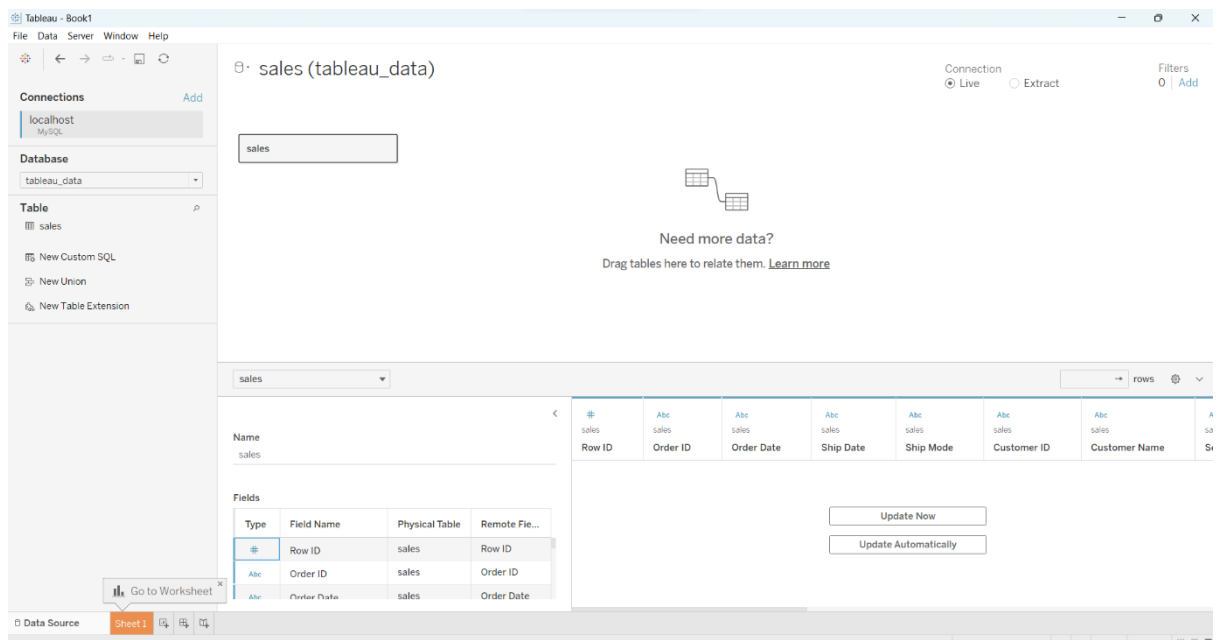 Tableau - Book1
File Data Server Window Help
sales (tableau_data)
Connection
Live Extract
Filters
0 Add
Connections Add
localhost
MySQL
Database
tableau_data
Table
sales
New Custom SQL
New Union
New Table Extension
sales
Need more data?
Drag tables here to relate them. Learn more
sales
rows
Name
sales
Fields
Type Field Name Physical Table Remote Fie...
# Row ID sales Row ID
Abc Order ID sales Order ID
Abc Order Date sales Order Date
# Abc Abc Abc Abc Abc Abc
sales sales sales sales sales sales sales
Row ID Order ID Order Date Ship Date Ship Mode Customer ID Customer Name
Update Now
Update Automatically
Go to Worksheet
Data Source Sheet 1